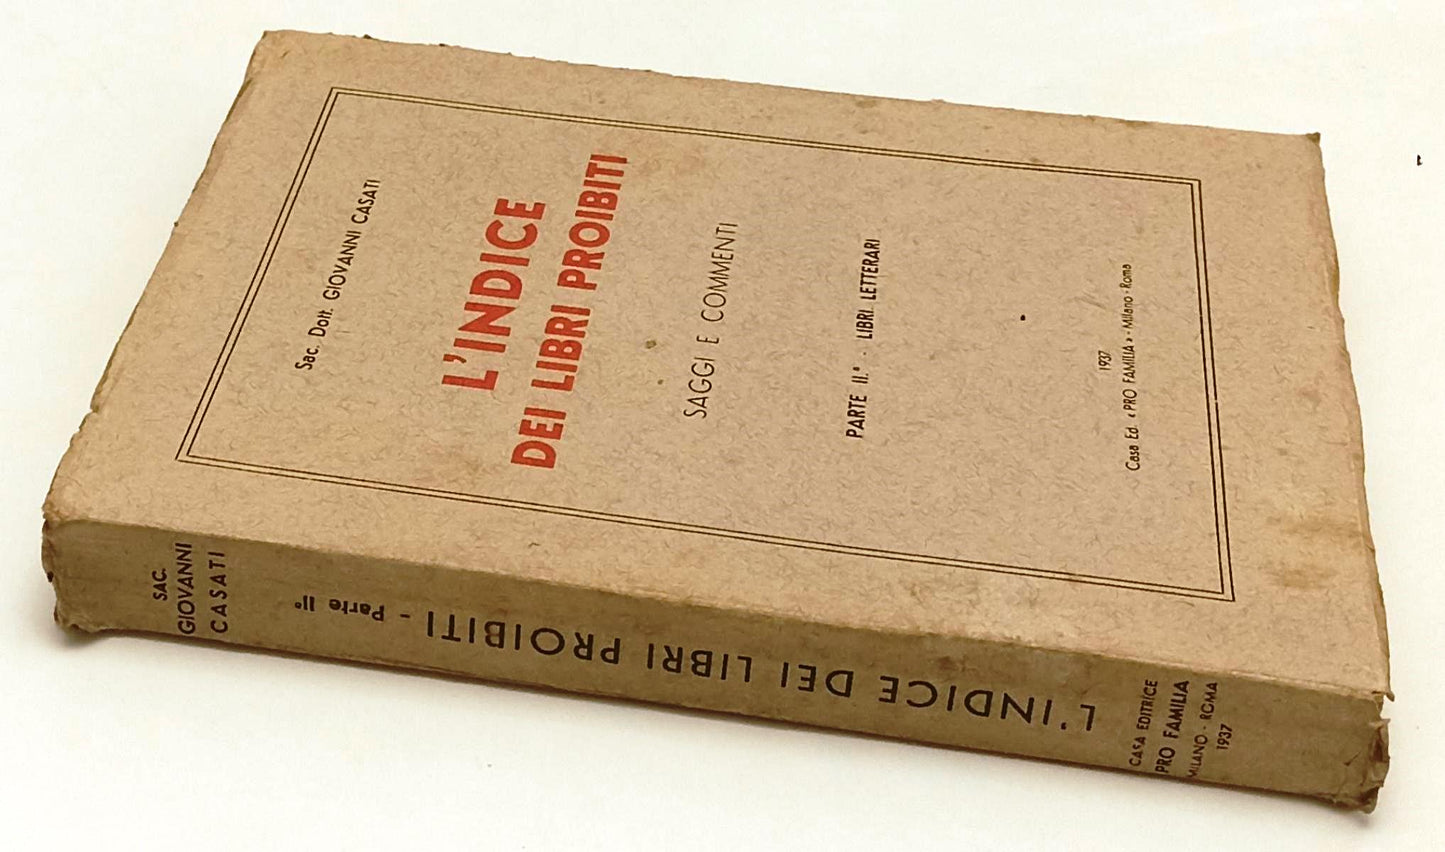 Sac. Dott. GIOVANNI CASATI
L'INDICE
DEI LIBRI PROIBITI
SAGGI E COMMENTI
PARTE II.ª - LIBRI LETTERARI
1937
Casa Ed. «PRO FAMILIA» - Milano - Roma
SAC.
GIOVANNI
CASATI
L'INDICE DEI LIBRI PROIBITI - Parte IIª
CASA EDITRICE
PRO FAMILIA
MILANO - ROMA
1937